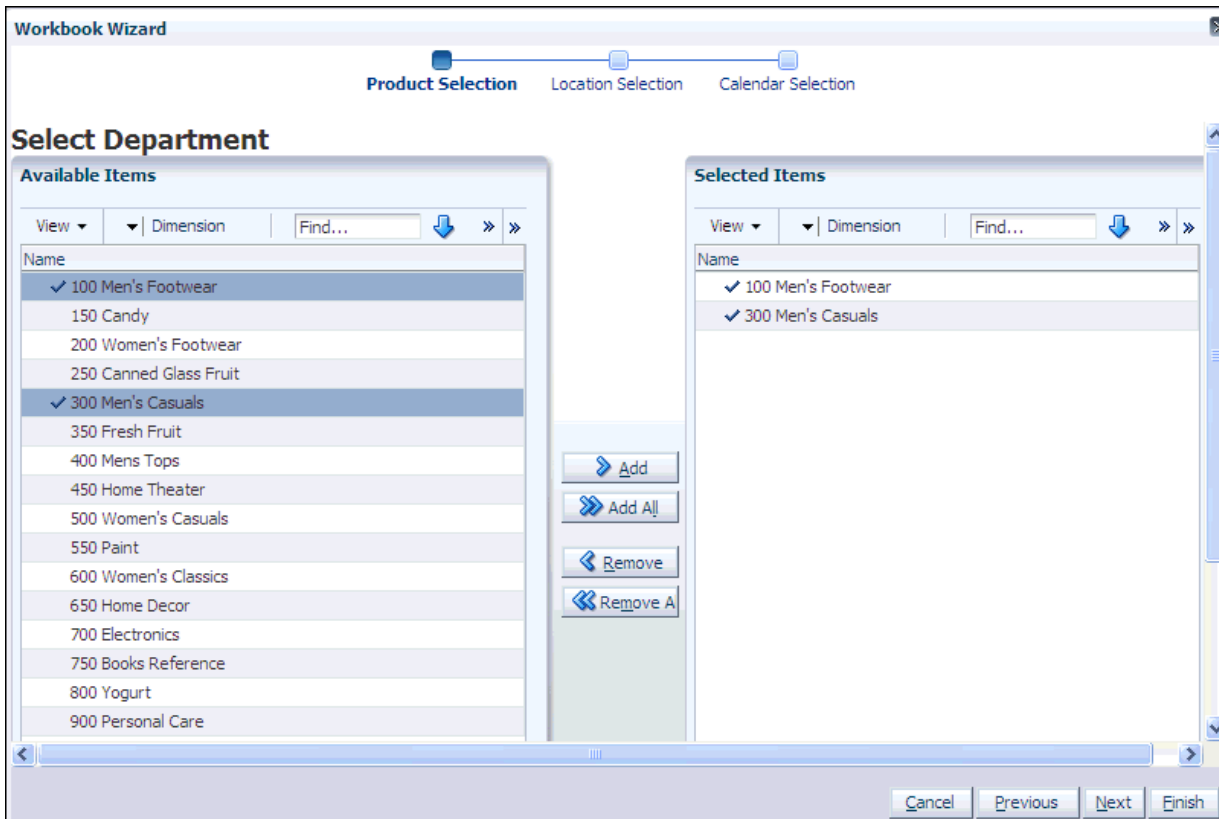 Workbook Wizard
Product Selection Location Selection Calendar Selection
Select Department
Available Items
View Dimension Find...
Name
100 Men's Footwear
150 Candy
200 Women's Footwear
250 Canned Glass Fruit
300 Men's Casuals
350 Fresh Fruit
400 Mens Tops
450 Home Theater
500 Women's Casuals
550 Paint
600 Women's Classics
650 Home Decor
700 Electronics
750 Books Reference
800 Yogurt
900 Personal Care
Add
Add All
Remove
Remove A
Selected Items
View Dimension Find...
Name
100 Men's Footwear
300 Men's Casuals
Cancel Previous Next Finish